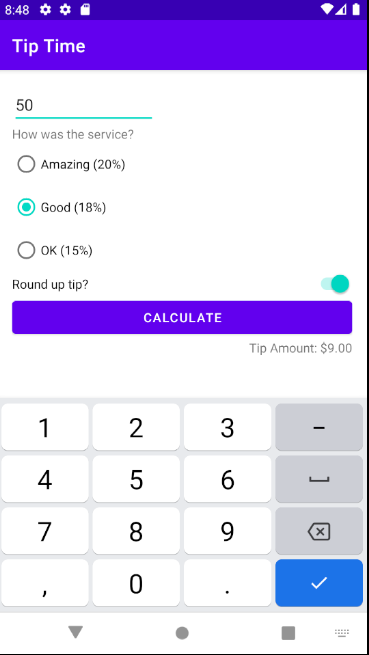 8:48
Tip Time
50
How was the service?
Amazing (20%)
Good (18%)
OK (15%)
Round up tip?
CALCULATE
Tip Amount: $9.00
1 2 3 −
4 5 6
7 8 9
, 0 .